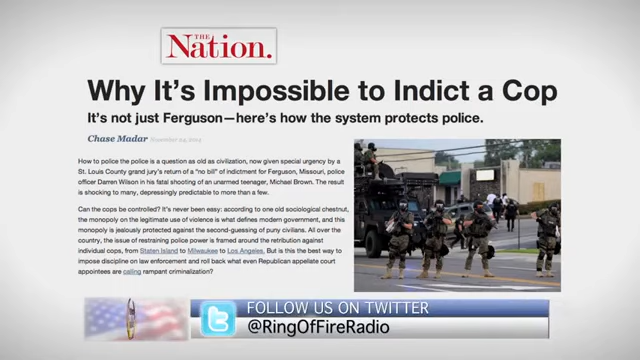 THE
Nation.
Why It's Impossible to Indict a Cop
It's not just Ferguson—here's how the system protects police.
Chase Madar November 24, 2014
How to police the police is a question as old as civilization, now given special urgency by a
St. Louis County grand jury's return of a "no bill" of indictment for Ferguson, Missouri, police
officer Darren Wilson in his fatal shooting of an unarmed teenager, Michael Brown. The result
is shocking to many, depressingly predictable to more than a few.
Can the cops be controlled? It's never been easy: according to one old sociological chestnut,
the monopoly on the legitimate use of violence is what defines modern government, and this
monopoly is jealously protected against the second-guessing of puny civilians. All over the
country, the issue of restraining police power is framed around the retribution against
individual cops, from Staten Island to Milwaukee to Los Angeles. But is this the best way to
impose discipline on law enforcement and roll back what even Republican appellate court
appointees are calling rampant criminalization?
FOLLOW US ON TWITTER
@RingOfFireRadio